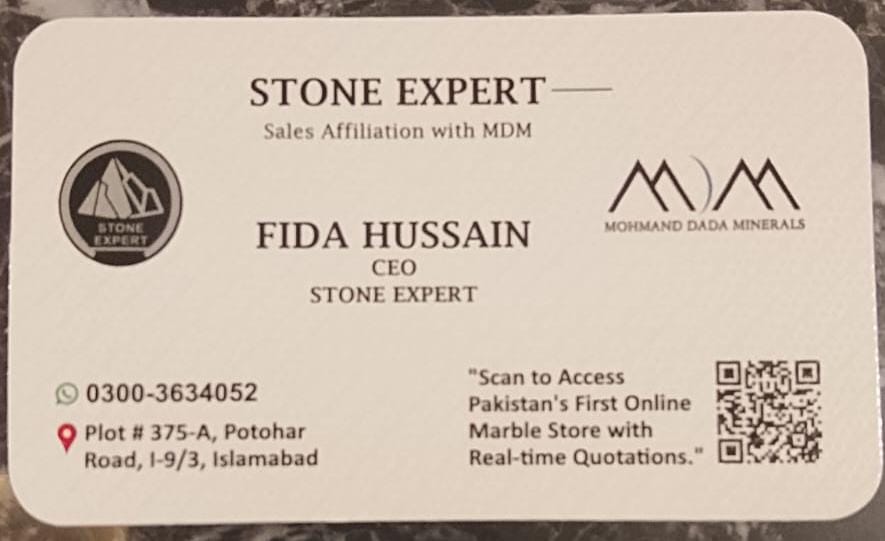 STONE EXPERT
Sales Affiliation with MDM
STONE
EXPERT
MDM
MOHMAND DADA MINERALS
FIDA HUSSAIN
CEO
STONE EXPERT
0300-3634052
Plot # 375-A, Potohar
Road, I-9/3, Islamabad
"Scan to Access
Pakistan's First Online
Marble Store with
Real-time Quotations."